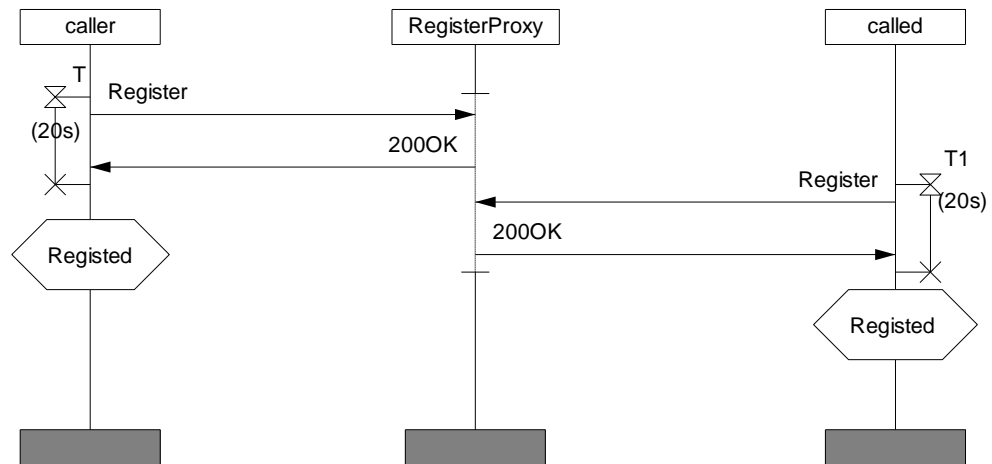 caller
RegisterProxy
called
T
Register
(20s)
200OK
T1
Register
(20s)
200OK
Registed
Registed